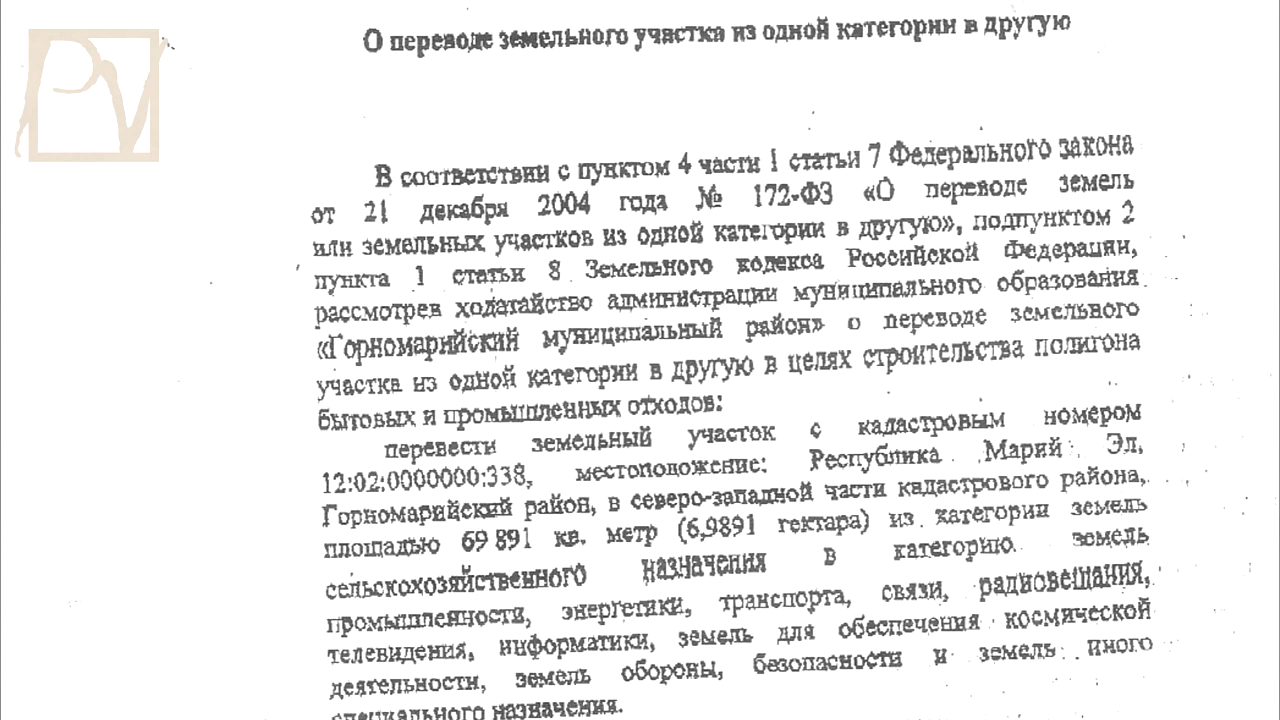 PV
О переводе земельного участка из одной категории в другую
В соответствии с пунктом 4 части 1 статьи 7 Федерального закона
от 21 декабря 2004 года № 172-ФЗ «О переводе земель
или земельных участков из одной категории в другую», подпунктом 2
пункта 1 статьи 8 Земельного кодекса Российской Федерации,
рассмотрев ходатайство администрации муниципального образования
«Горномарийский муниципальный район» о переводе земельного
участка из одной категории в другую в целях строительства полигона
бытовых и промышленных отходов:
перевести земельный участок с кадастровым номером
12:02:0000000:338, местоположение: Республика Марий Эл,
Горномарийский район, в северо-западной части кадастрового района,
площадью 69 891 кв. метр (6,9891 гектара) из категории земель
сельскохозяйственного назначения в категорию земель
промышленности, энергетики, транспорта, связи, радиовещания,
телевидения, информатики, земель для обеспечения космической
деятельности, земель обороны, безопасности и земель иного
специального назначения.